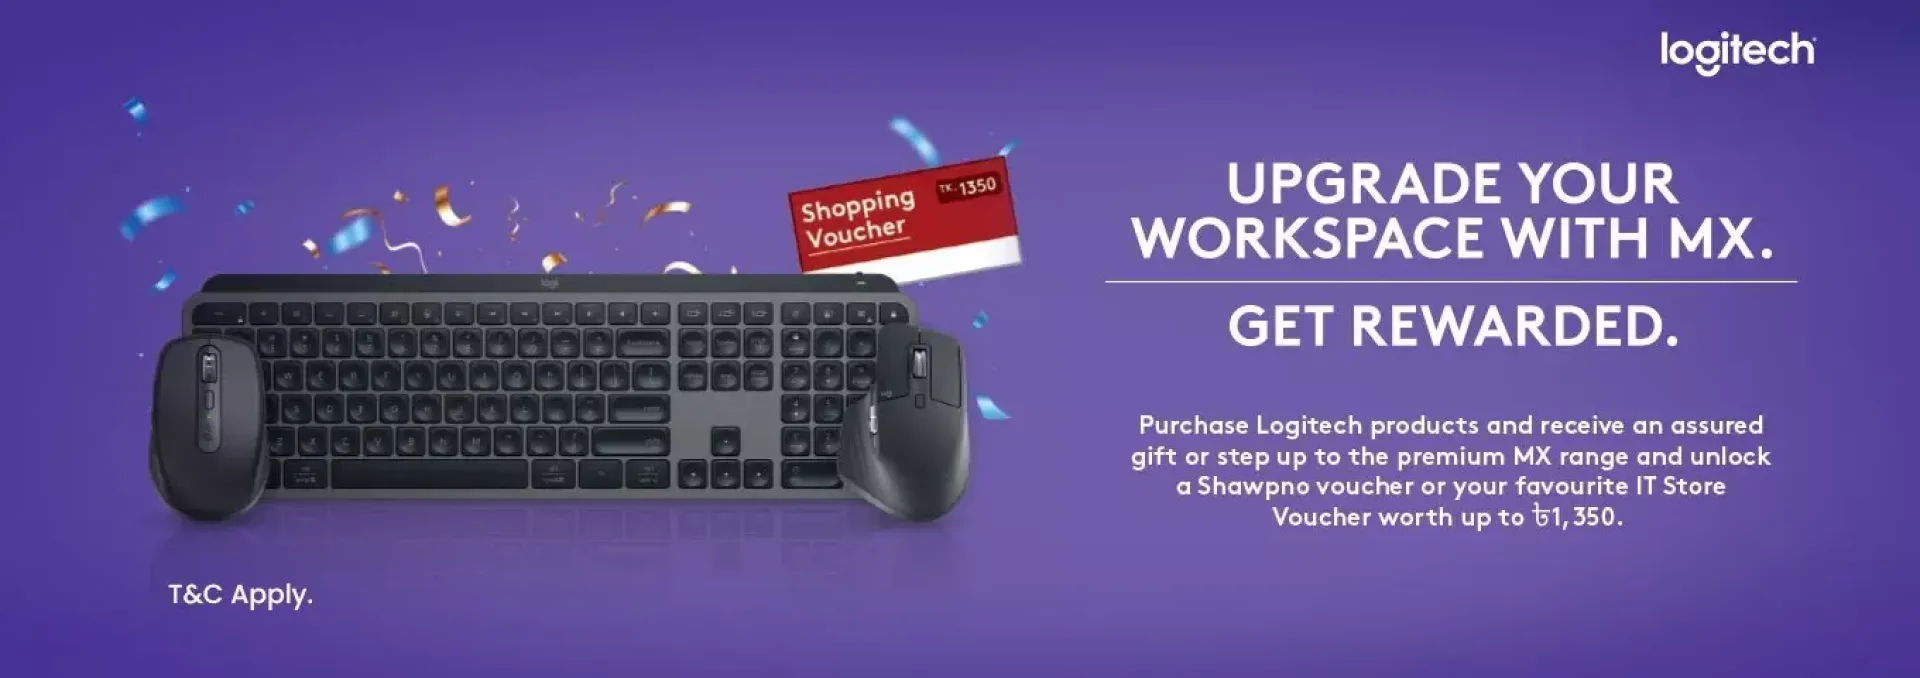 logitech
UPGRADE YOUR
WORKSPACE WITH MX.
GET REWARDED.
Purchase Logitech products and receive an assured
gift or step up to the premium MX range and unlock
a Shawpno voucher or your favourite IT Store
Voucher worth up to ৳1,350.
TK. 1350
Shopping
Voucher
logi
T&C Apply.